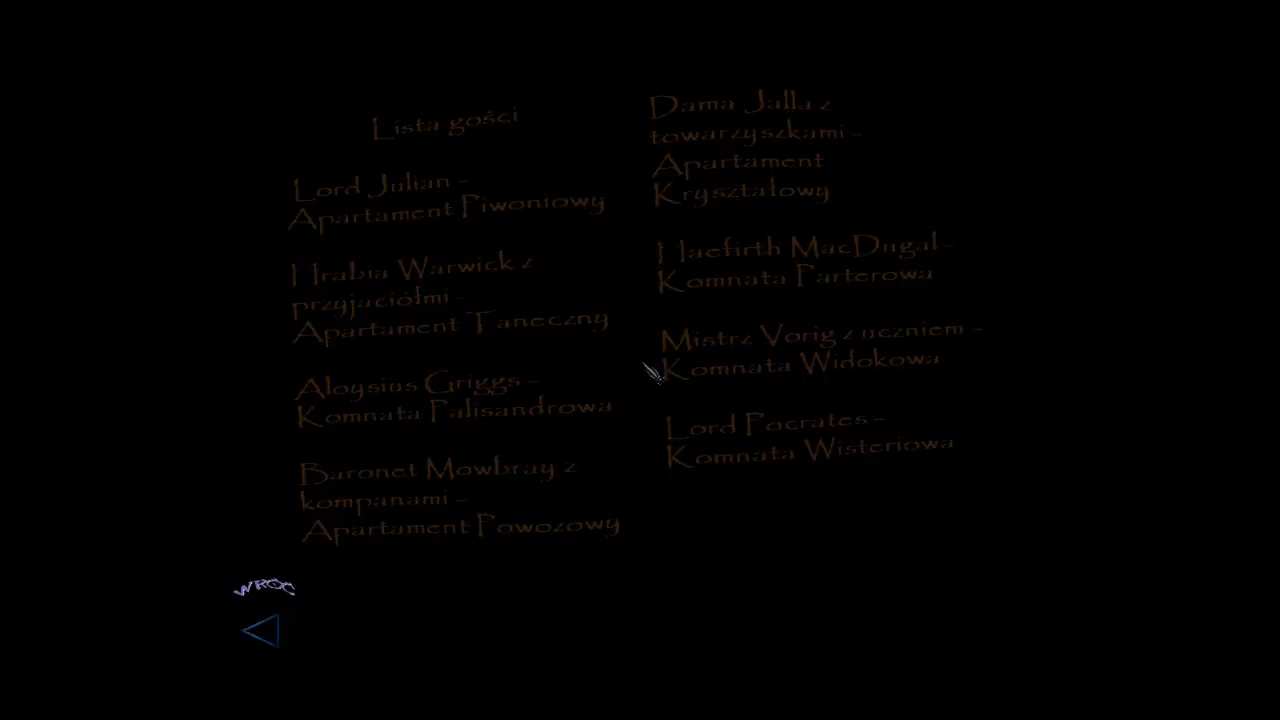 Lista gości
Lord Julian -
Apartament Piwoniowy
Hrabia Warwick z
przyjaciółmi -
Apartament Taneczny
Aloysius Griggs -
Komnata Palisandrowa
Baronet Mowbray z
kompanami -
Apartament Powozowy
Dama Jalla z
towarzyszkami -
Apartament
Kryształowy
Haefirth MacDugal -
Komnata Parterowa
Mistrz Vorig z uczniem -
Komnata Widokowa
Lord Pocrates -
Komnata Wisteriowa
WRÓĆ